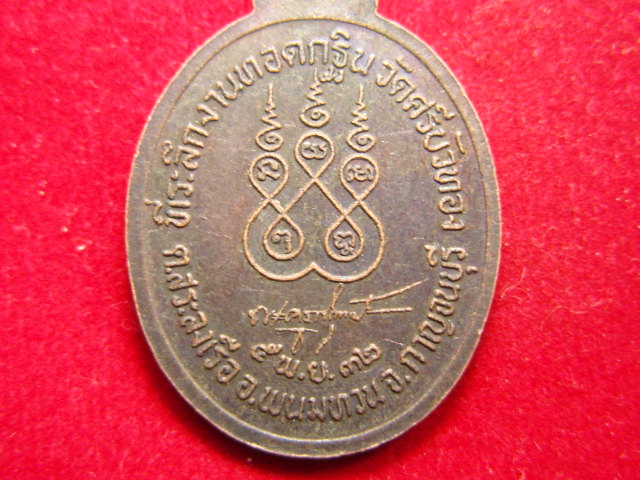 ที่ระลึกงานทอดกฐิน วัดศรีบัวทอง
ต.สระลงเรือ อ.พนมทวน จ.กาญจนบุรี
๕ พ.ย. ๓๒